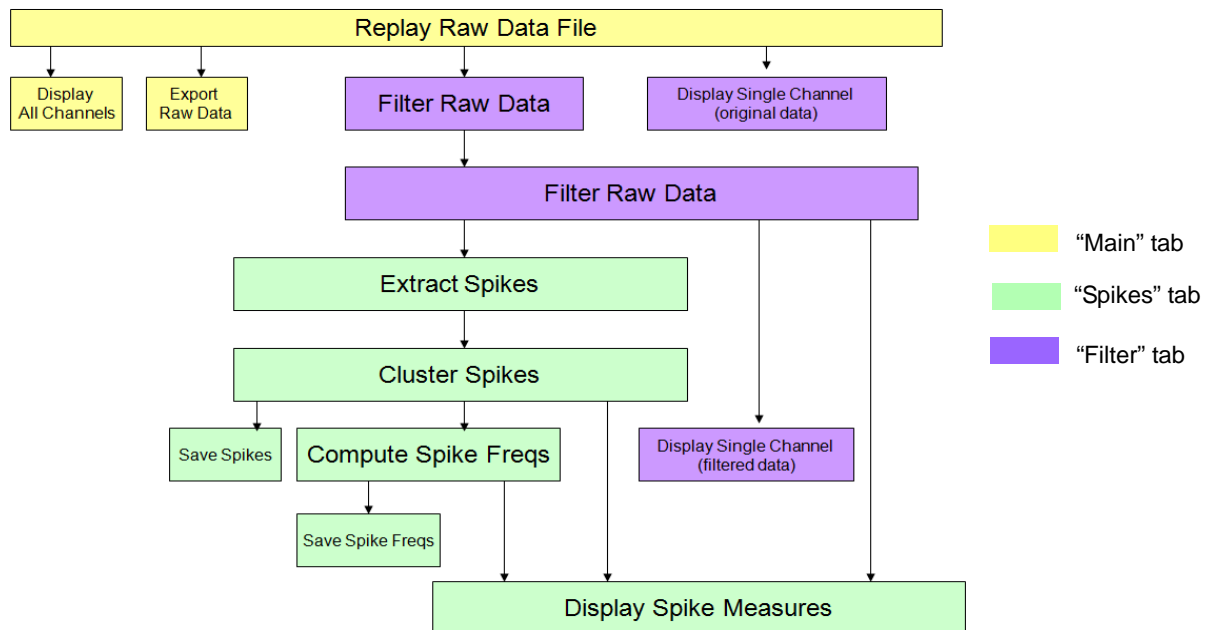 Replay Raw Data File
Display
All Channels
Export
Raw Data
Filter Raw Data
Display Single Channel
(original data)
Filter Raw Data
Extract Spikes
Cluster Spikes
Save Spikes
Compute Spike Freqs
Display Single Channel
(filtered data)
Save Spike Freqs
Display Spike Measures
“Main” tab
“Spikes” tab
“Filter” tab